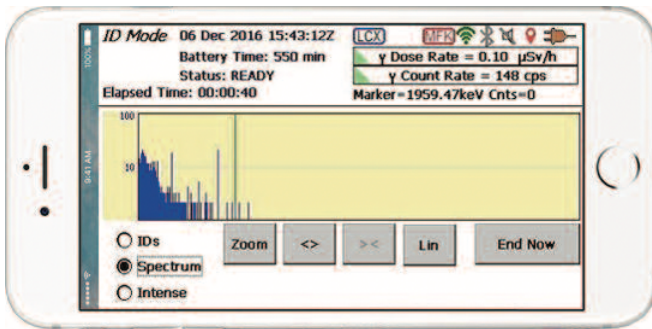 ID Mode 06 Dec 2016 15:43:12Z LCX MFK
Battery Time: 550 min
γ Dose Rate = 0.10 μSv/h
Status: READY
γ Count Rate = 148 cps
Elapsed Time: 00:00:40
Marker=1959.47keV Cnts=0
100%
9:41 AM
100
10
IDs
Spectrum
Intense
Zoom
<>
><
Lin
End Now